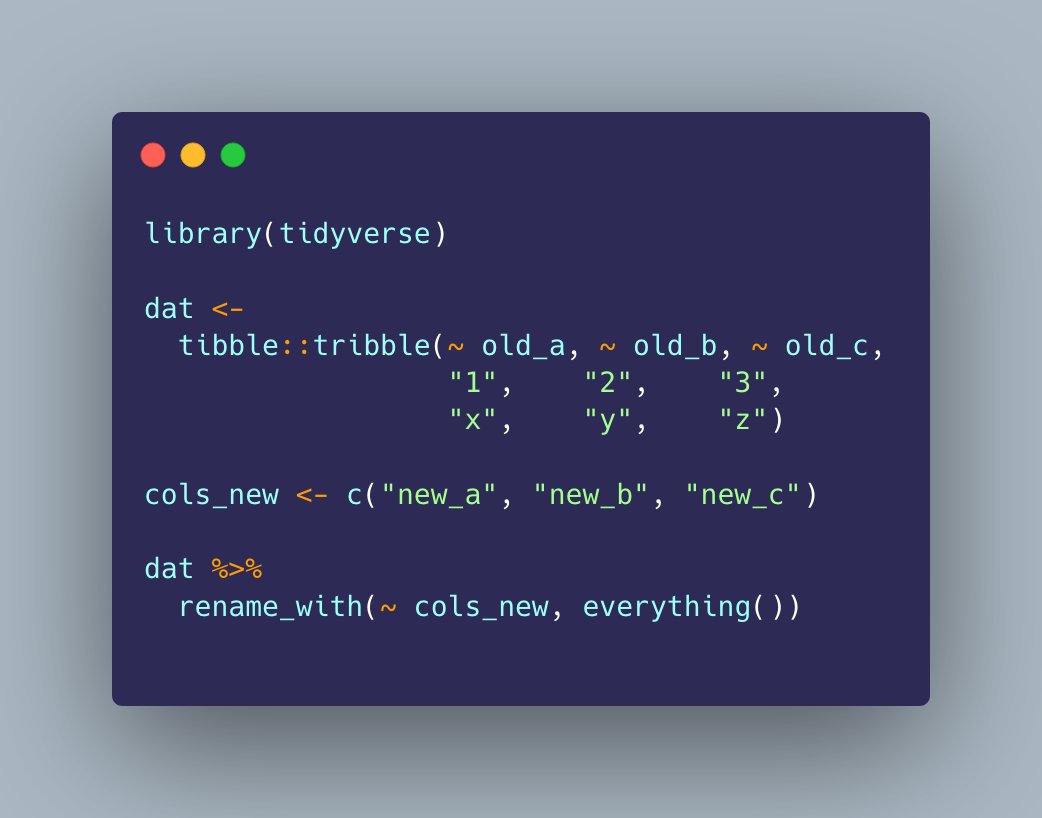 library(tidyverse)
dat <-
  tibble::tribble(~ old_a, ~ old_b, ~ old_c,
                  "1",    "2",    "3",
                  "x",    "y",    "z")
cols_new <- c("new_a", "new_b", "new_c")
dat %>%
  rename_with(~ cols_new, everything())